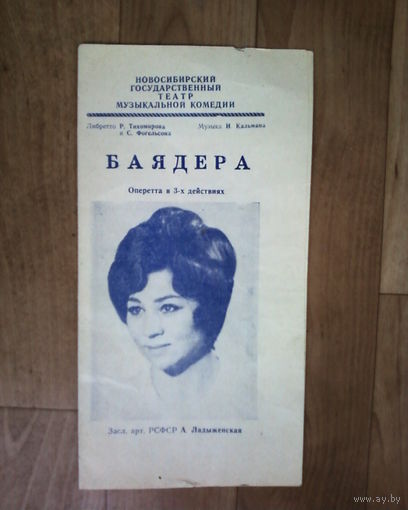 НОВОСИБИРСКИЙ
ГОСУДАРСТВЕННЫЙ
ТЕАТР
МУЗЫКАЛЬНОЙ КОМЕДИИ
Либретто Р. Тихомирова
и С. Фогельсона
Музыка И Кальмана
БАЯДЕРА
Оперетта в 3-х действиях
Засл. арт. РСФСР А. Ладыженская
www.ay.by